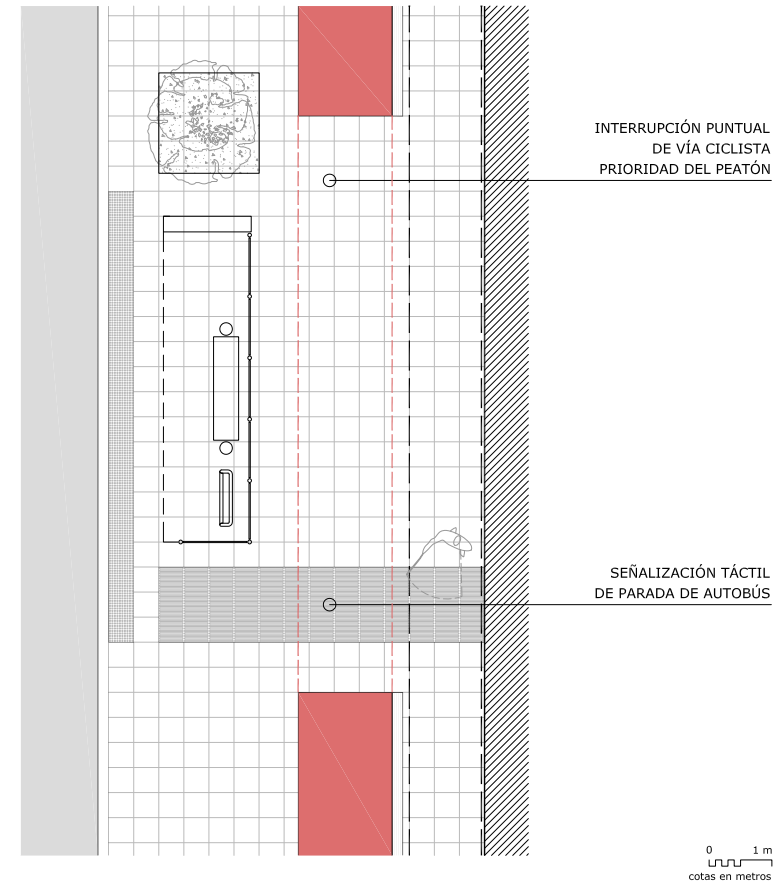 INTERRUPCIÓN PUNTUAL
DE VÍA CICLISTA
PRIORIDAD DEL PEATÓN
SEÑALIZACIÓN TÁCTIL
DE PARADA DE AUTOBÚS
0 1 m
cotas en metros